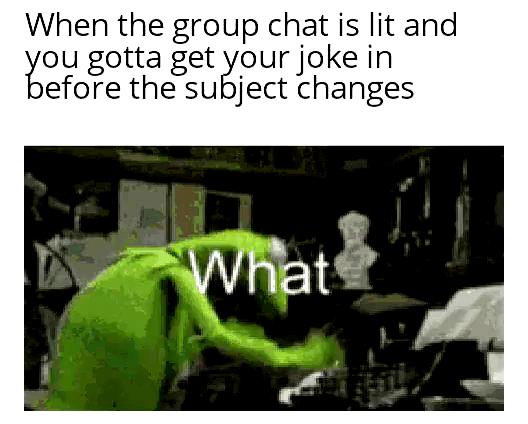 When the group chat is lit and
you gotta get your joke in
before the subject changes
What